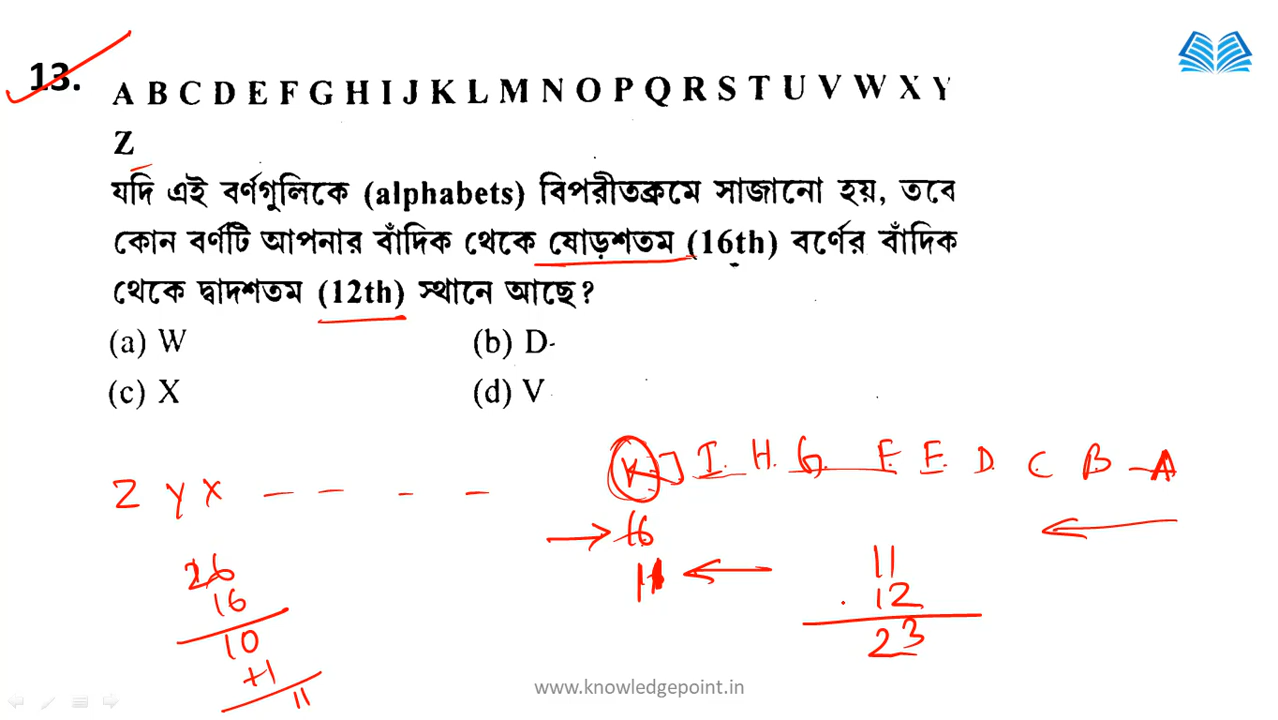 13.
A B C D E F G H I J K L M N O P Q R S T U V W X Y
Z
যদি এই বর্ণগুলিকে (alphabets) বিপরীতক্রমে সাজানো হয়, তবে
কোন বর্ণটি আপনার বাঁদিক থেকে ষোড়শতম (16th) বর্ণের বাঁদিক
থেকে দ্বাদশতম (12th) স্থানে আছে?
(a) W (b) D
(c) X (d) V
Z Y X — — - — K J I H G F E D C B A
16
11
26
16
10
+1
11
11
12
23
www.knowledgepoint.in